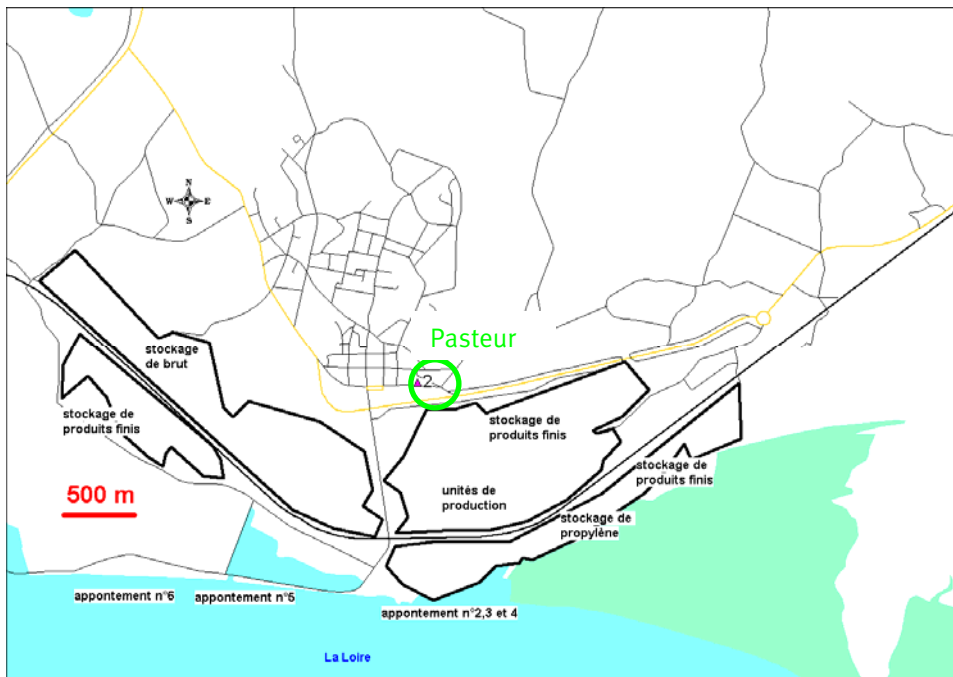 N
W E
S
Pasteur
2
stockage
de brut
stockage de
produits finis
stockage de
produits finis
500 m
unités de
production
stockage de
produits finis
stockage de
propylène
appontement n°6
appontement n°5
appontement n°2,3 et 4
La Loire